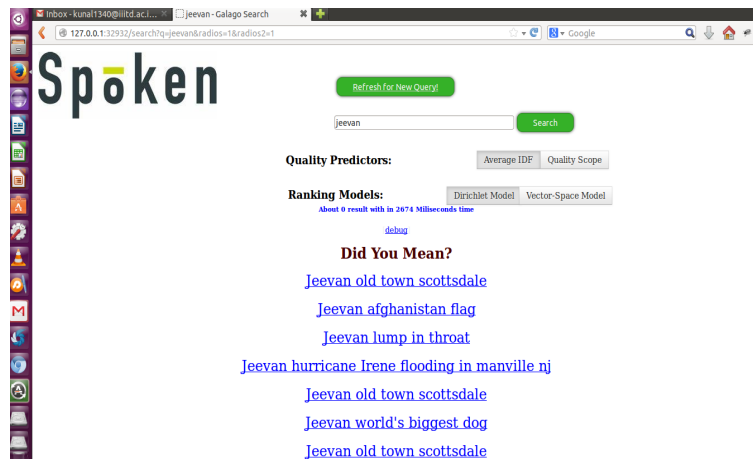 Inbox - kunal1340@iiitd.ac.i...
jeevan - Galago Search
127.0.0.1:32932/search?q=jeevan&radios=1&radios2=1
Google
Spōken
Refresh for New Query!
jeevan
Search
Quality Predictors:
Average IDF
Quality Scope
Ranking Models:
Dirichlet Model
Vector-Space Model
About 0 result with in 2674 Miliseconds time
debug
Did You Mean?
Jeevan old town scottsdale
Jeevan afghanistan flag
Jeevan lump in throat
Jeevan hurricane Irene flooding in manville nj
Jeevan old town scottsdale
Jeevan world's biggest dog
Jeevan old town scottsdale